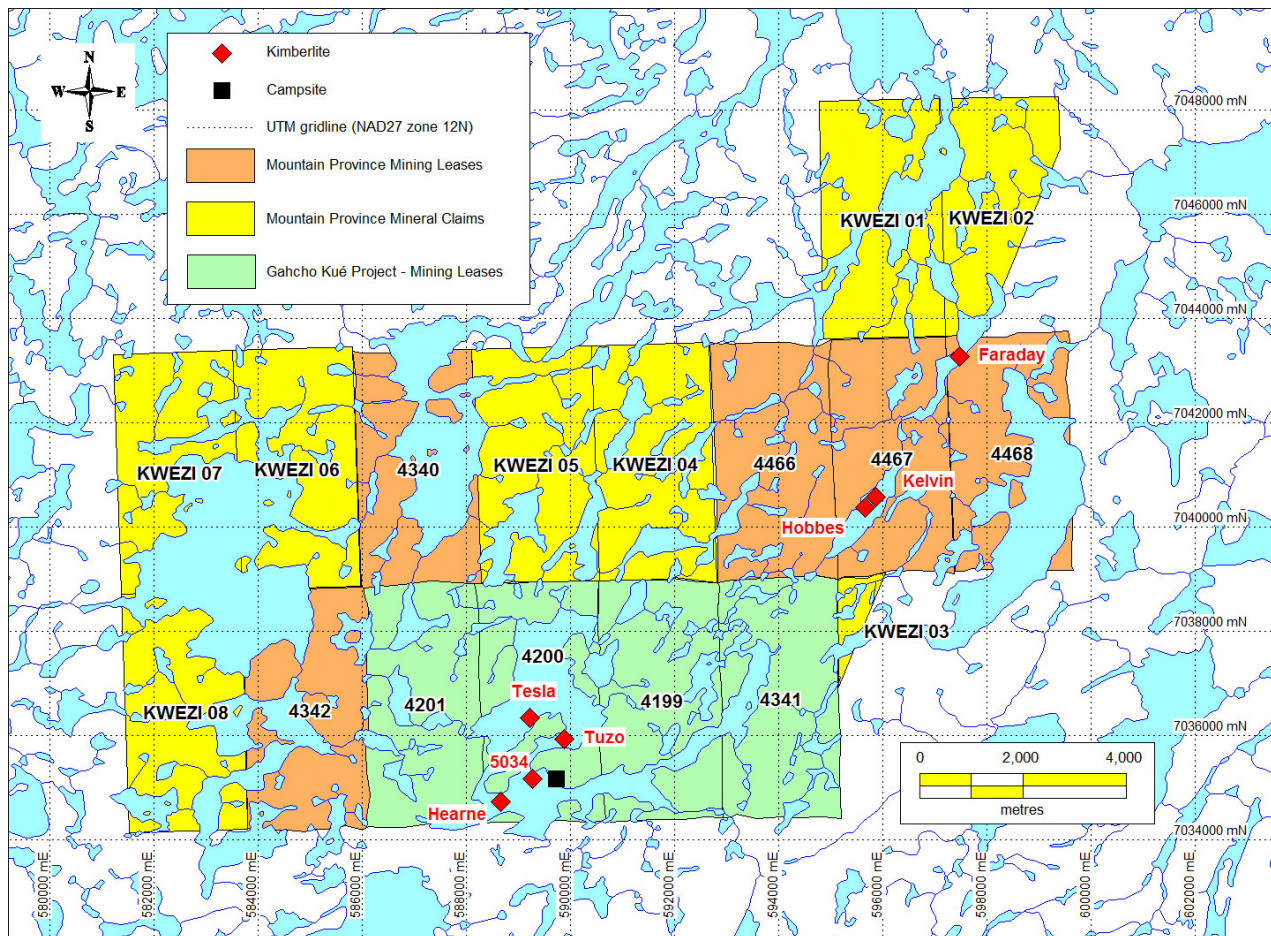 N
W
E
S
Kimberlite
Campsite
UTM gridline (NAD27 zone 12N)
Mountain Province Mining Leases
Mountain Province Mineral Claims
Gahcho Kué Project - Mining Leases
7048000 mN
7046000 mN
KWEZI 01
KWEZI 02
7044000 mN
Faraday
7042000 mN
KWEZI 07
KWEZI 06
4340
KWEZI 05
KWEZI 04
4466
4467
4468
Kelvin
Hobbes
7040000 mN
7038000 mN
KWEZI 03
4200
Tesla
4201
4199
4341
KWEZI 08
4342
7036000 mN
Tuzo
5034
Hearne
0
2,000
4,000
metres
7034000 mN
580000 mE
582000 mE
584000 mE
586000 mE
588000 mE
590000 mE
592000 mE
594000 mE
596000 mE
598000 mE
600000 mE
602000 mE